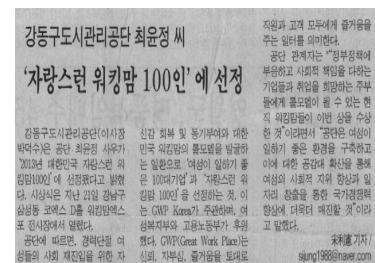 강동구도시관리공단 최윤정 씨
‘자랑스런 워킹맘 100인’에 선정
강동구도시관리공단(이사장
박덕수)은 공단 최윤정 사우가
‘2013년 대한민국 자랑스런 워
킹맘100인’에 선정됐다고 밝혔
다. 시상식은 지난 21일 강남구
삼성동 코엑스 D홀 워킹맘엑스
포 전시장에서 열렸다.
공단에 따르면, 경력단절 여
성들의 사회 재진입을 위한 자
신감 회복 및 동기부여와 대한
민국 워킹맘의 롤모델을 발굴하
는 일환으로 ‘여성이 일하기 좋
은 100대기업’과 ‘자랑스런 워
킹맘 100인’을 선정하는 것. 이
는 GWP Korea가 주관하며, 여
성복지부와 고용노동부가 후원
했다. GWP(Great Work Place)는
신뢰, 자부심, 즐거움을 토대로
직원과 고객 모두에게 즐거움을
주는 일터를 의미한다.
공단 관계자는 “정부정책에
부응하고 사회적 책임을 다하는
기업들과 취업을 희망하는 주부
들에게 롤모델이 될 수 있는 현
직 워킹맘들이 이번 상을 수상
한 것”이라면서 “공단은 여성이
일하기 좋은 환경을 구축하고
이에 대한 공감대 확산을 통해
여성의 사회적 지위 향상과 일
자리 창출을 통한 국가경쟁력
향상에 더욱더 매진할 것”이라
고 말했다.
宋利憲 기자/
sijung1988@naver.com